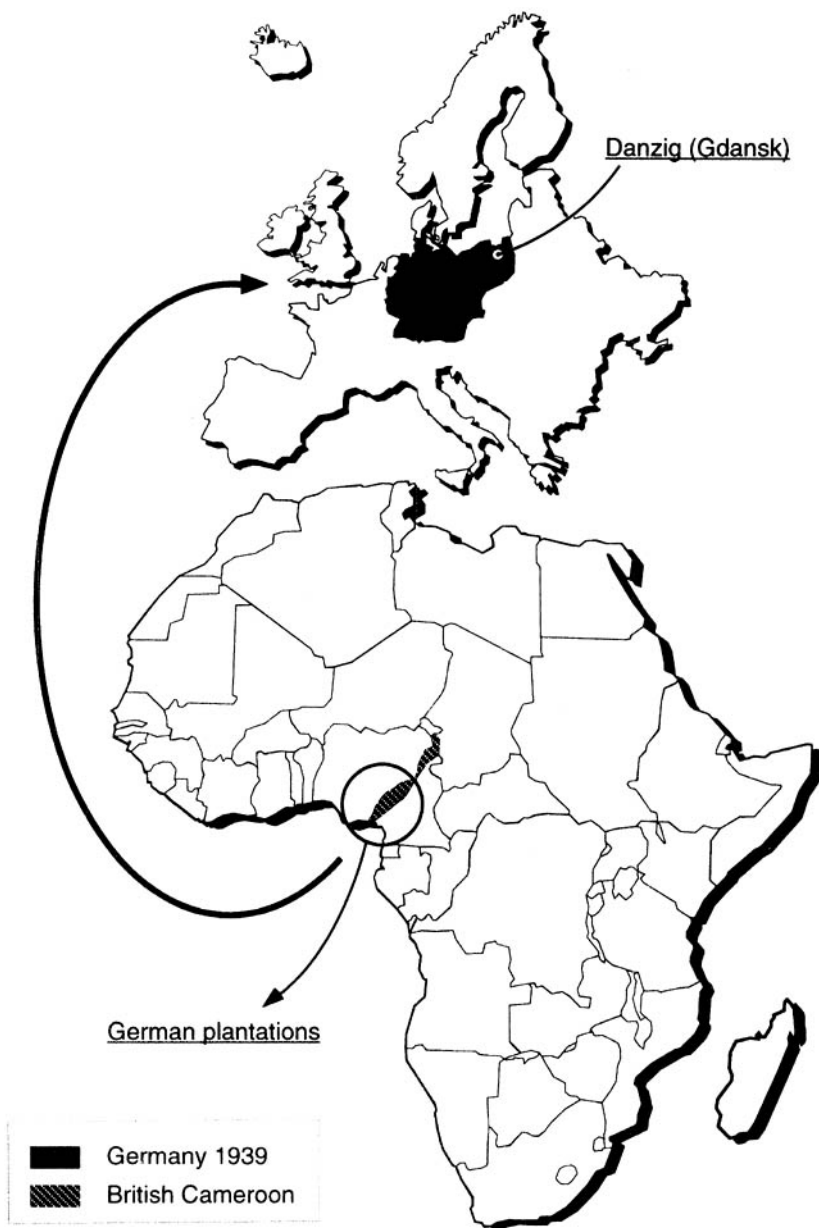 Danzig (Gdansk)
German plantations
Germany 1939
British Cameroon